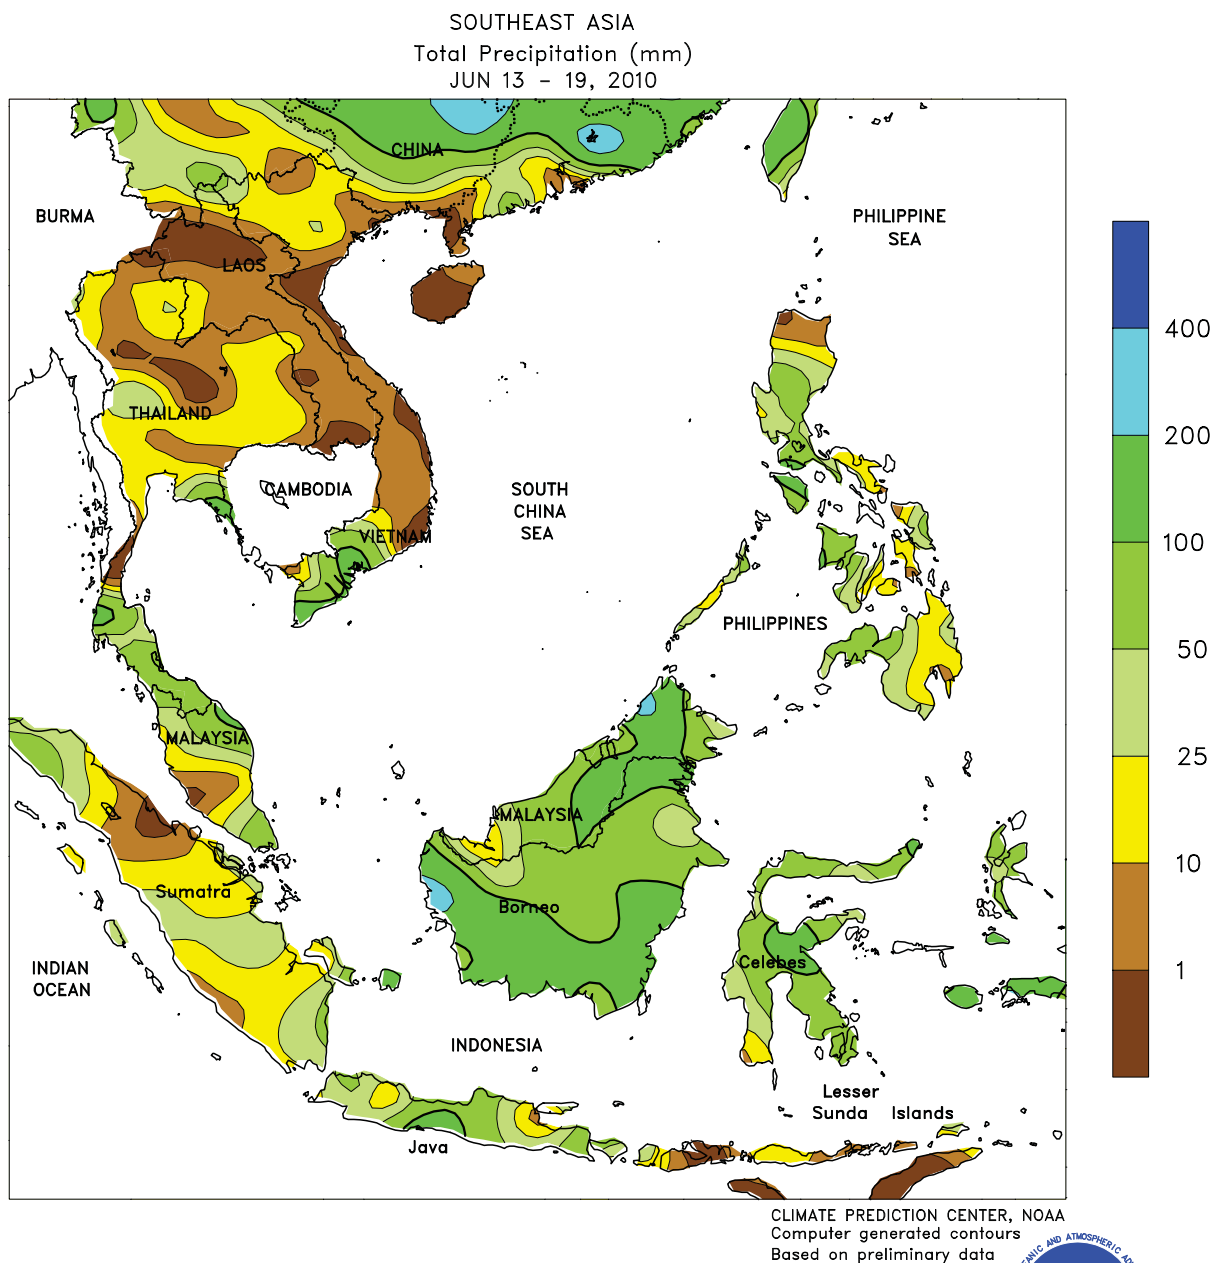 SOUTHEAST ASIA
Total Precipitation (mm)
JUN 13 - 19, 2010
CHINA
BURMA
PHILIPPINE
SEA
LAOS
400
200
THAILAND
CAMBODIA
SOUTH
CHINA
SEA
VIETNAM
100
PHILIPPINES
50
MALAYSIA
25
MALAYSIA
10
Sumatra
Borneo
Celebes
1
INDIAN
OCEAN
INDONESIA
Lesser
Sunda Islands
Java
CLIMATE PREDICTION CENTER, NOAA
Computer generated contours
Based on preliminary data
AND ATMOSPHERIC